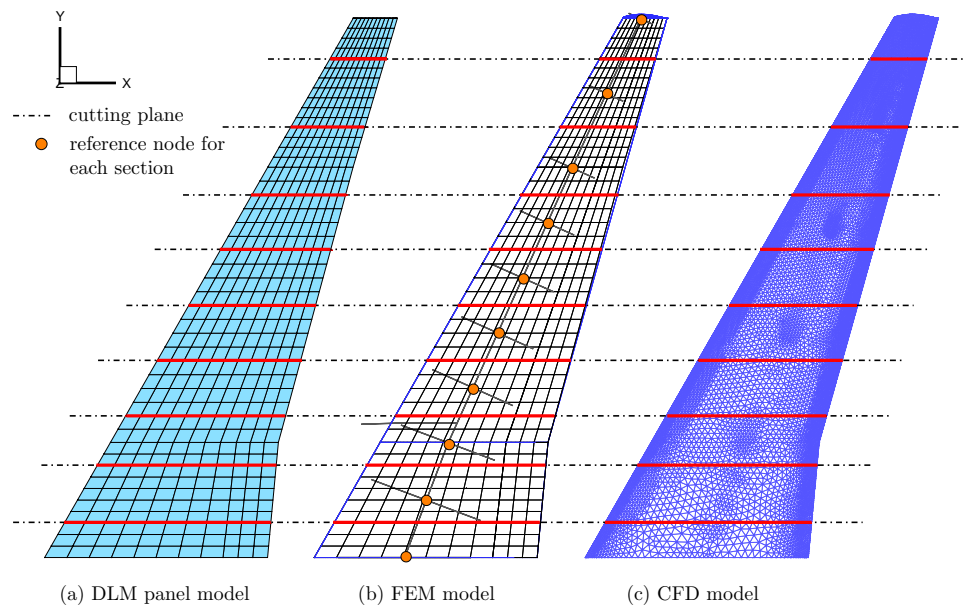 Y
Z
X
cutting plane
reference node for
each section
(a) DLM panel model
(b) FEM model
(c) CFD model